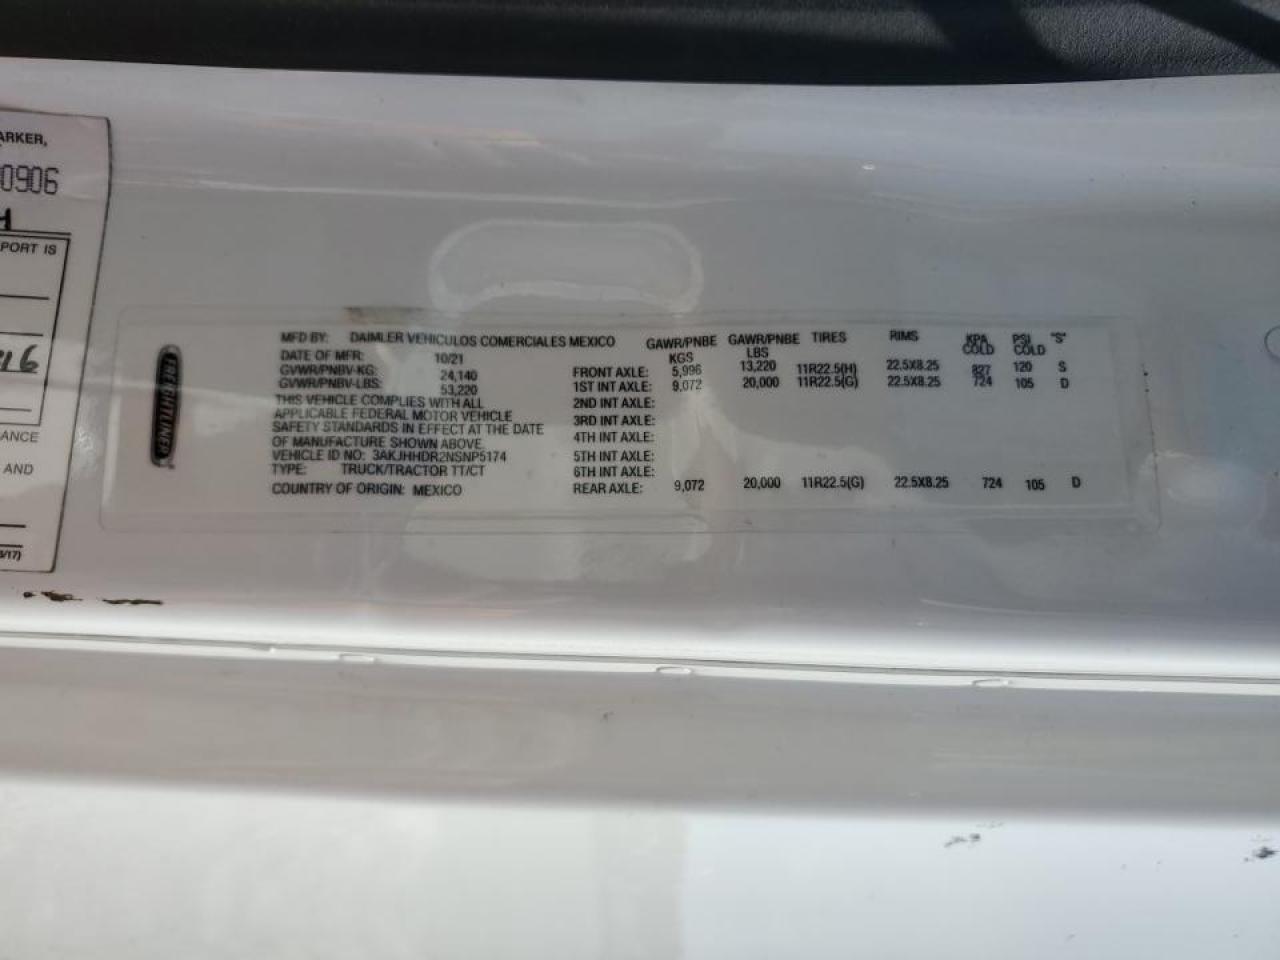 ARKER,
0906
PORT IS
ANCE
AND
/17)
FREIGHTLINER
MFD BY: DAIMLER VEHICULOS COMERCIALES MEXICO
DATE OF MFR: 10/21
GVWR/PNBV-KG: 24,140
GVWR/PNBV-LBS: 53,220
THIS VEHICLE COMPLIES WITH ALL
APPLICABLE FEDERAL MOTOR VEHICLE
SAFETY STANDARDS IN EFFECT AT THE DATE
OF MANUFACTURE SHOWN ABOVE.
VEHICLE ID NO: 3AKJHHDR2NSNP5174
TYPE: TRUCK/TRACTOR TT/CT
COUNTRY OF ORIGIN: MEXICO
GAWR/PNBE KGS GAWR/PNBE LBS TIRES RIMS KPA COLD PSI COLD "S"
FRONT AXLE: 5,996 13,220 11R22.5(H) 22.5X8.25 827 120 S
1ST INT AXLE: 9,072 20,000 11R22.5(G) 22.5X8.25 724 105 D
2ND INT AXLE:
3RD INT AXLE:
4TH INT AXLE:
5TH INT AXLE:
6TH INT AXLE:
REAR AXLE: 9,072 20,000 11R22.5(G) 22.5X8.25 724 105 D